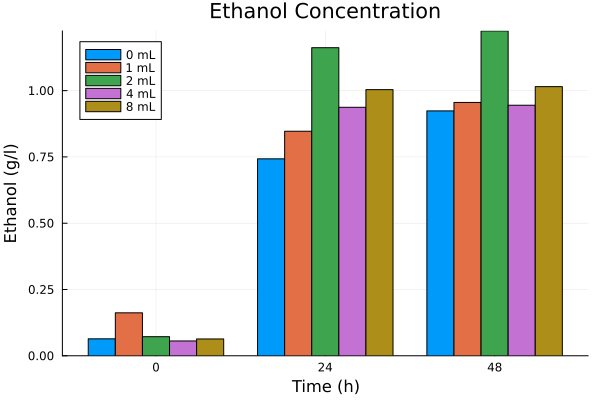 Ethanol Concentration
0 mL
1 mL
2 mL
4 mL
8 mL
1.00
0.75
0.50
0.25
0.00
Ethanol (g/l)
0 24 48
Time (h)